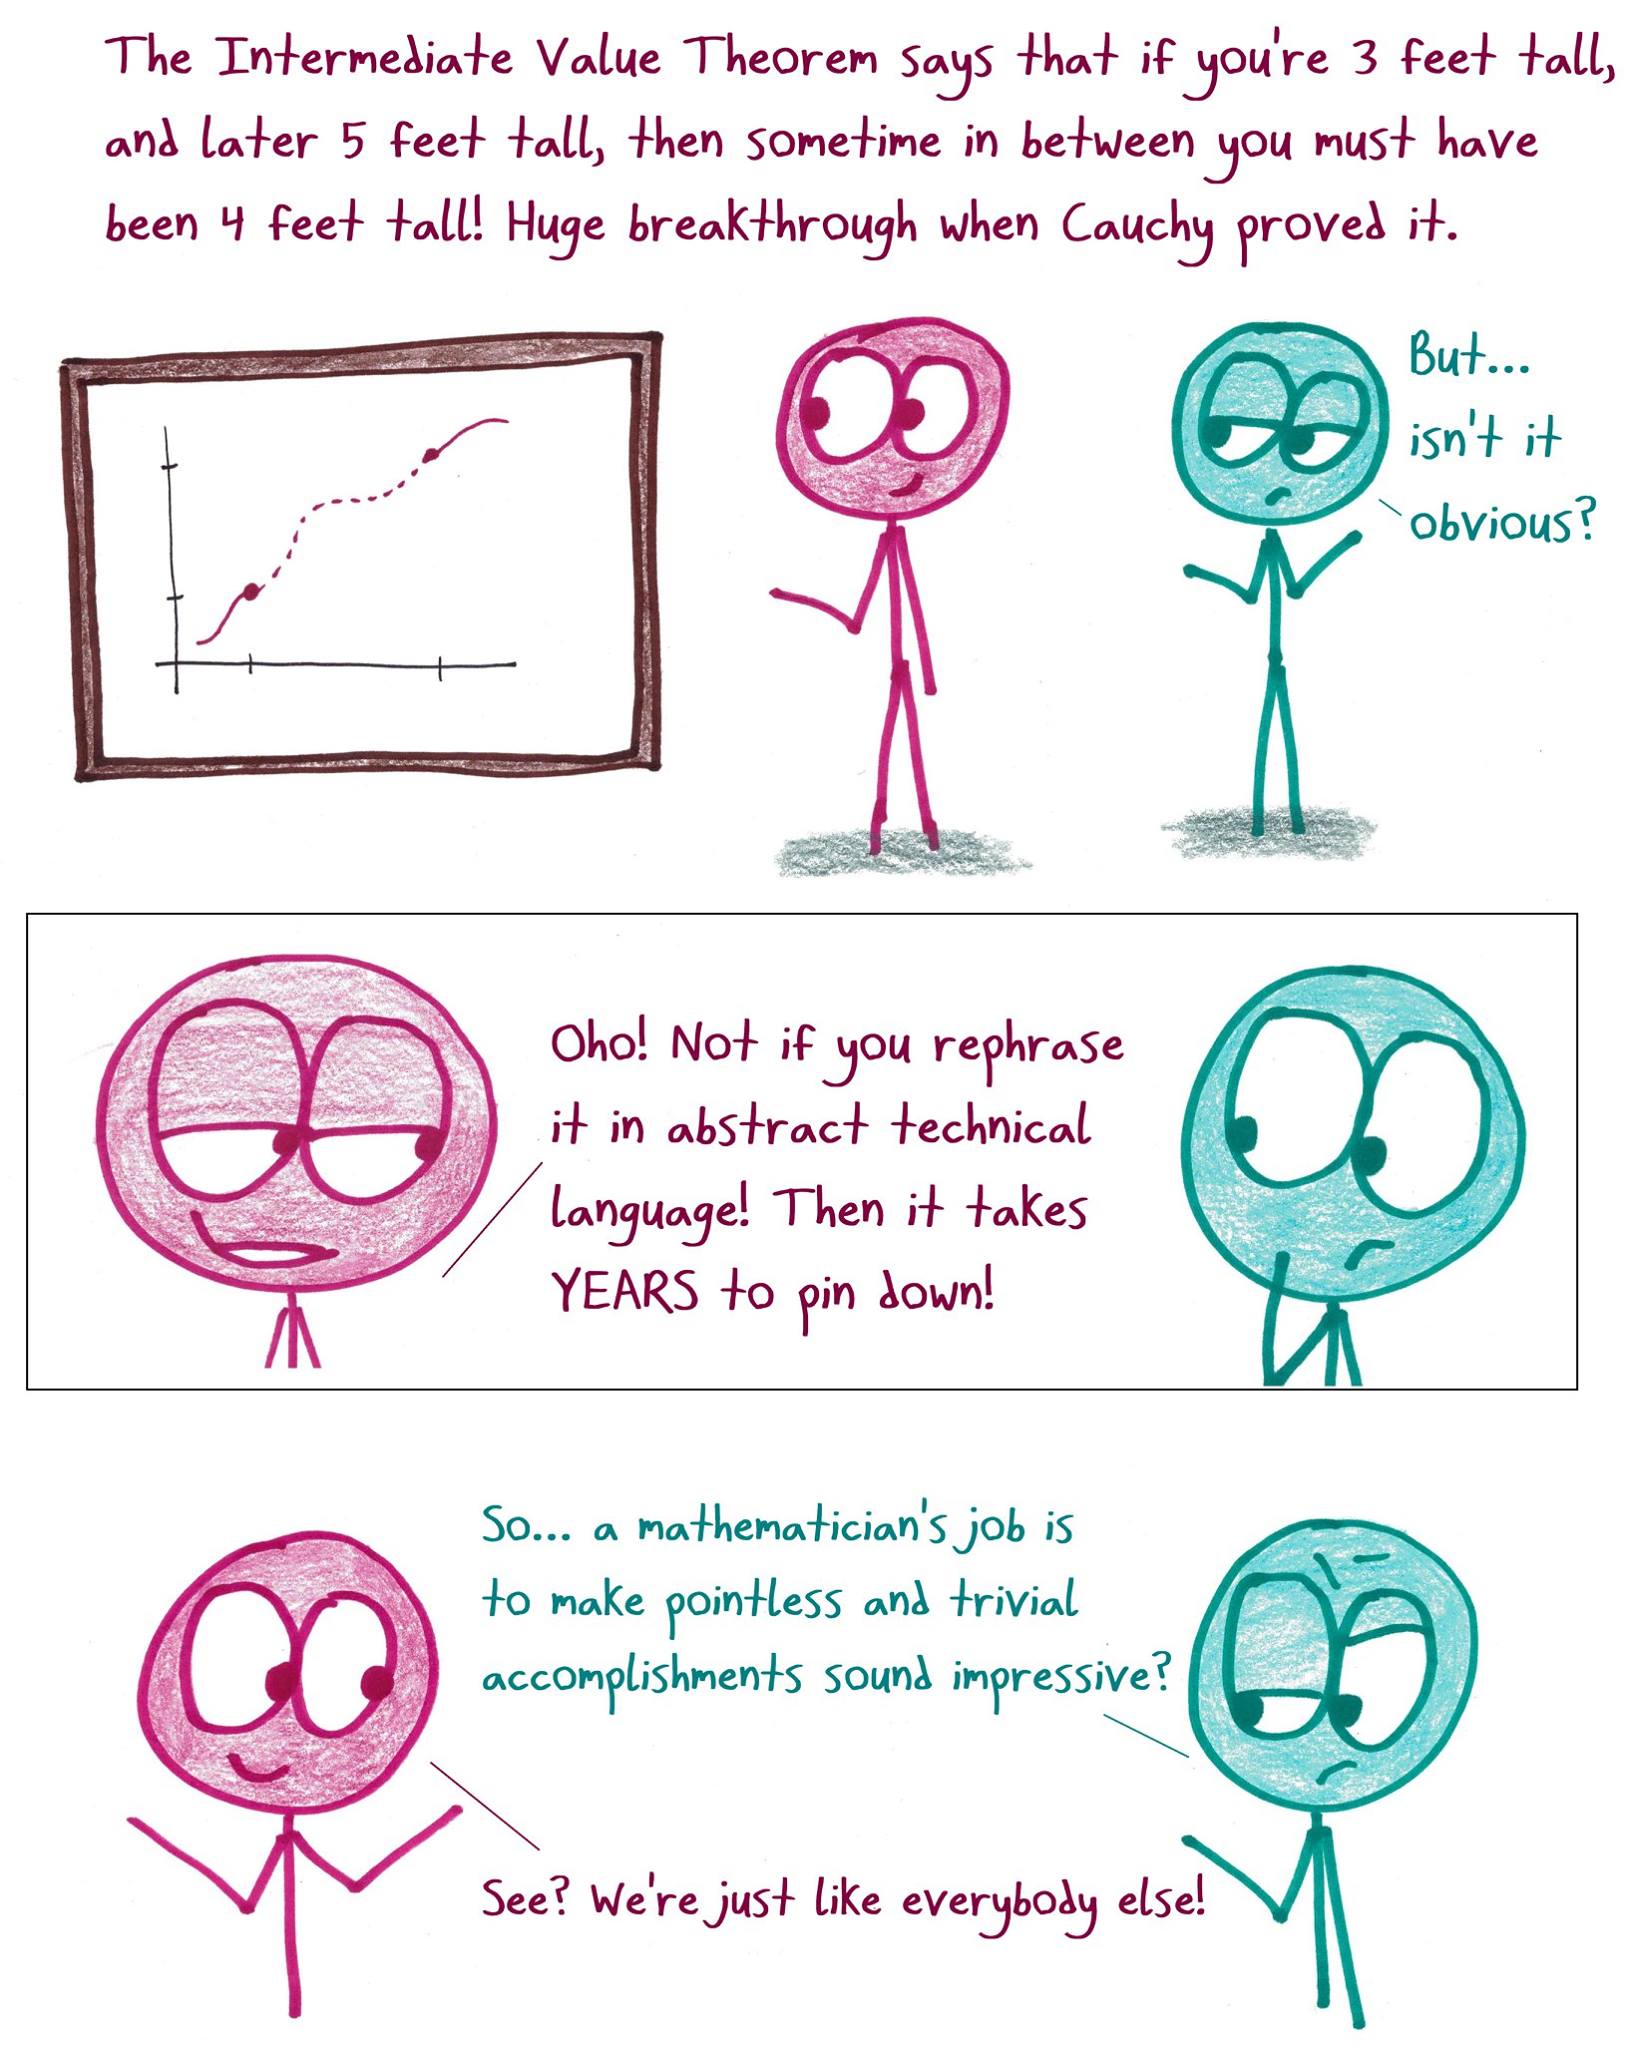 The Intermediate Value Theorem says that if you're 3 feet tall,
and later 5 feet tall, then sometime in between you must have
been 4 feet tall! Huge breakthrough when Cauchy proved it.
But...
isn't it
obvious?
Oho! Not if you rephrase
it in abstract technical
language! Then it takes
YEARS to pin down!
So... a mathematician's job is
to make pointless and trivial
accomplishments sound impressive?
See? We're just like everybody else!